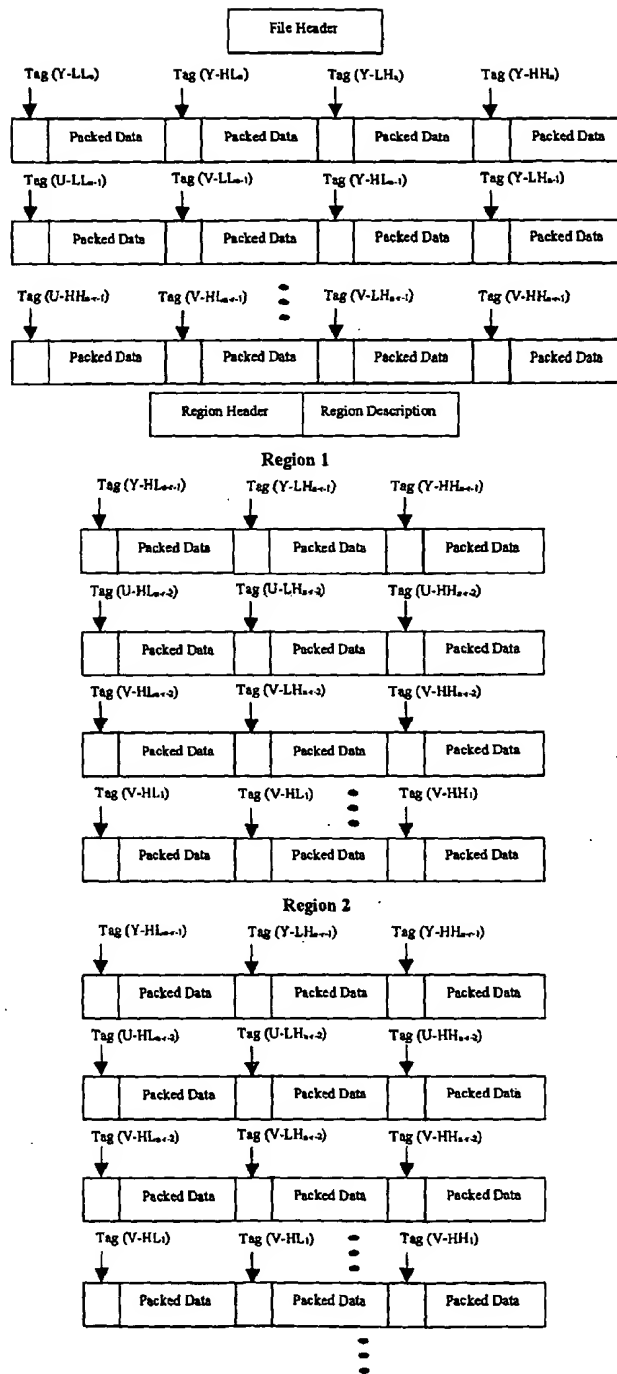 File Header
Tag (Y-LLₙ) Tag (Y-HLₙ) Tag (Y-LHₙ) Tag (Y-HHₙ)
Packed Data Packed Data Packed Data Packed Data
Tag (U-LLₙ₋₁) Tag (V-LLₙ₋₁) Tag (Y-HLₙ₋₁) Tag (Y-LHₙ₋₁)
Packed Data Packed Data Packed Data Packed Data
Tag (U-HHₙ₋ᵣ₋₁) Tag (V-HLₙ₋ᵣ₋₁) Tag (V-LHₙ₋ᵣ₋₁) Tag (V-HHₙ₋ᵣ₋₁)
Packed Data Packed Data Packed Data Packed Data
Region Header Region Description
Region 1
Tag (Y-HLₙ₋ᵣ₋₁) Tag (Y-LHₙ₋ᵣ₋₁) Tag (Y-HHₙ₋ᵣ₋₁)
Packed Data Packed Data Packed Data
Tag (U-HLₙ₋ᵣ₋₂) Tag (U-LHₙ₋ᵣ₋₂) Tag (U-HHₙ₋ᵣ₋₂)
Packed Data Packed Data Packed Data
Tag (V-HLₙ₋ᵣ₋₂) Tag (V-LHₙ₋ᵣ₋₂) Tag (V-HHₙ₋ᵣ₋₂)
Packed Data Packed Data Packed Data
Tag (V-HL₁) Tag (V-HL₁) Tag (V-HH₁)
Packed Data Packed Data Packed Data
Region 2
Tag (Y-HLₙ₋ᵣ₋₁) Tag (Y-LHₙ₋ᵣ₋₁) Tag (Y-HHₙ₋ᵣ₋₁)
Packed Data Packed Data Packed Data
Tag (U-HLₙ₋ᵣ₋₂) Tag (U-LHₙ₋ᵣ₋₂) Tag (U-HHₙ₋ᵣ₋₂)
Packed Data Packed Data Packed Data
Tag (V-HLₙ₋ᵣ₋₂) Tag (V-LHₙ₋ᵣ₋₂) Tag (V-HHₙ₋ᵣ₋₂)
Packed Data Packed Data Packed Data
Tag (V-HL₁) Tag (V-HL₁) Tag (V-HH₁)
Packed Data Packed Data Packed Data